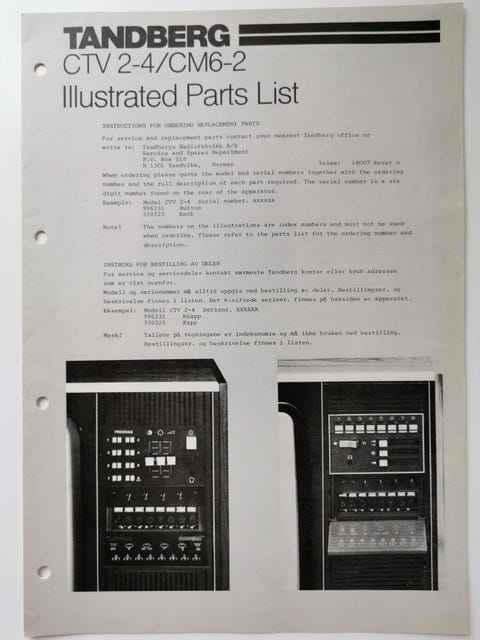 TANDBERG
CTV 2-4/CM6-2
Illustrated Parts List
INSTRUCTIONS FOR ORDERING REPLACEMENT PARTS
For service and replacement parts contact your nearest Tandberg office or
write to: Tandbergs Radiofabrikk A/S
Service and Spares Department
P.O. Box 218
N 1301 Sandvika, Norway Telex: 18007 kurer n
When ordering please quote the model and serial numbers together with the ordering
number and the full description of each part required. The serial number is a six
digit number found on the rear of the apparatus.
Example: Model CTV 2-4 Serial number. xxxxxx
996231 Button
330325 Knob
Note! The numbers on the illustrations are index numbers and must not be used
when ordering. Please refer to the parts list for the ordering number and
description.
INSTRUKS FOR BESTILLING AV DELER
For service og servicedeler kontakt nærmeste Tandberg kontor eller bruk adressen
som er vist ovenfor.
Modell og serienummer må alltid oppgis ved bestilling av deler. Bestillingsnr. og
beskrivelse finnes i listen. Det 6-sifrede serienr. finnes på baksiden av apparatet.
Eksempel: Modell CTV 2-4 Serienr. XXXXXX
996231 Knapp
330325 Kapp
Merk! Tallene på tegningene er indeksnumre og må ikke brukes ved bestilling.
Bestillingsnr. og beskrivelse finnes i listen.
PROGRAM
1 2 3 4 5 6 7 8